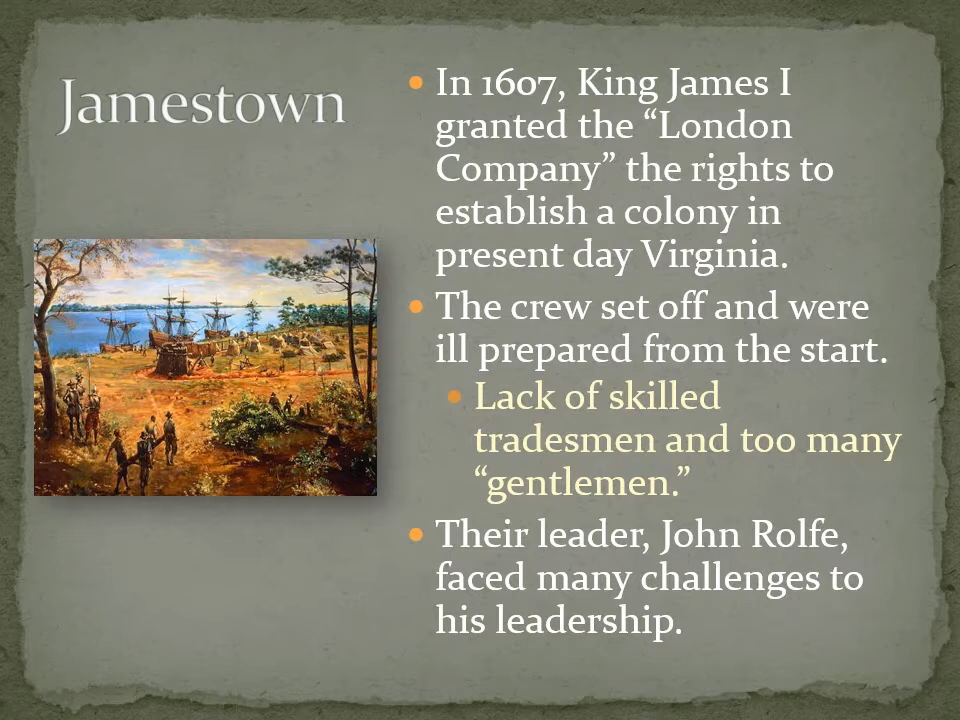 Jamestown
In 1607, King James I
granted the “London
Company” the rights to
establish a colony in
present day Virginia.
The crew set off and were
ill prepared from the start.
Lack of skilled
tradesmen and too many
“gentlemen.”
Their leader, John Rolfe,
faced many challenges to
his leadership.